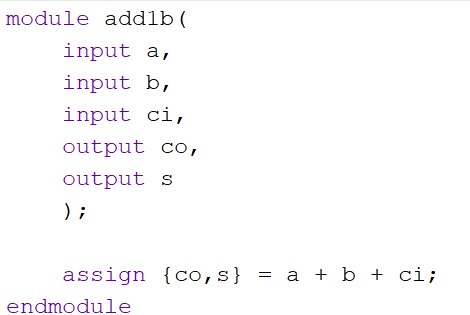 module add1b(
    input a,
    input b,
    input ci,
    output co,
    output s
    );

    assign {co,s} = a + b + ci;
endmodule